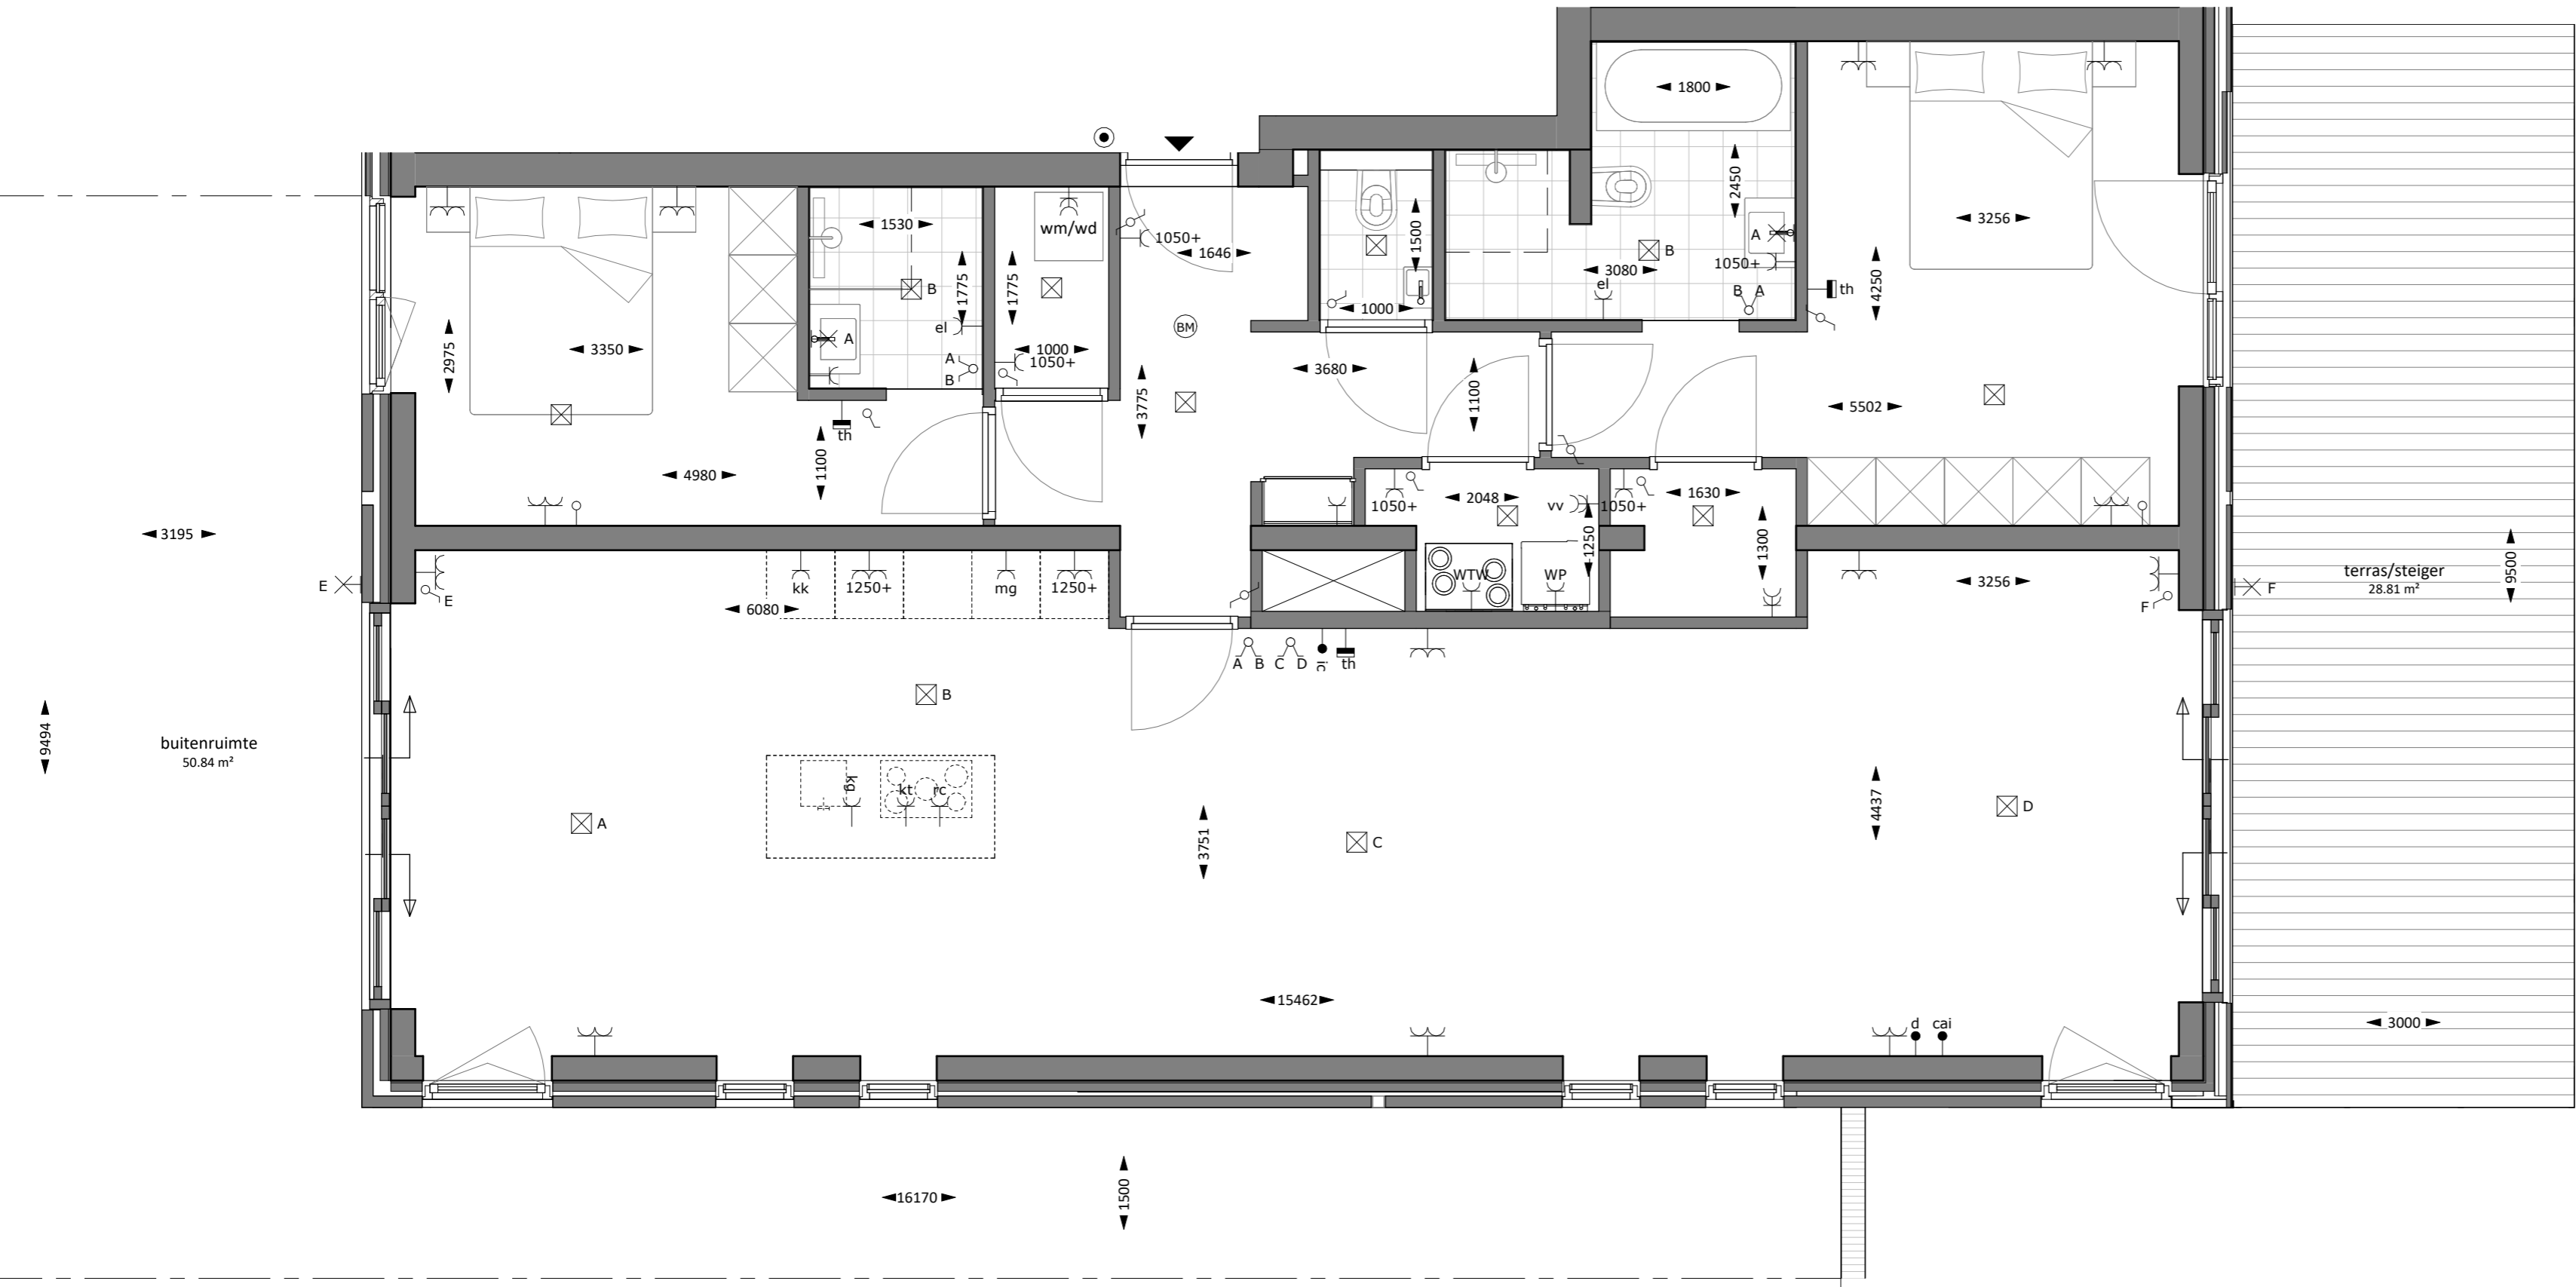 1800
2450
3256
A
1050+
B
3080
el
B A
4250
th
5502
1530
1775
B
el
A
A
B
wm/wd
1775
1000
1050+
1050+
1646
1500
1000
BM
3350
2975
th
1100
4980
3775
3680
1100
1050+
2048
vv
1250
WTW
WP
1050+
1630
1300
3195
E
E
kk
1250+
mg
1250+
6080
A B C D ic th
3256
F
F
terras/steiger
28.81 m²
9500
9494
buitenruimte
50.84 m²
B
A
kg
kt
rc
3751
C
4437
D
15462
d
cai
3000
16170
1500